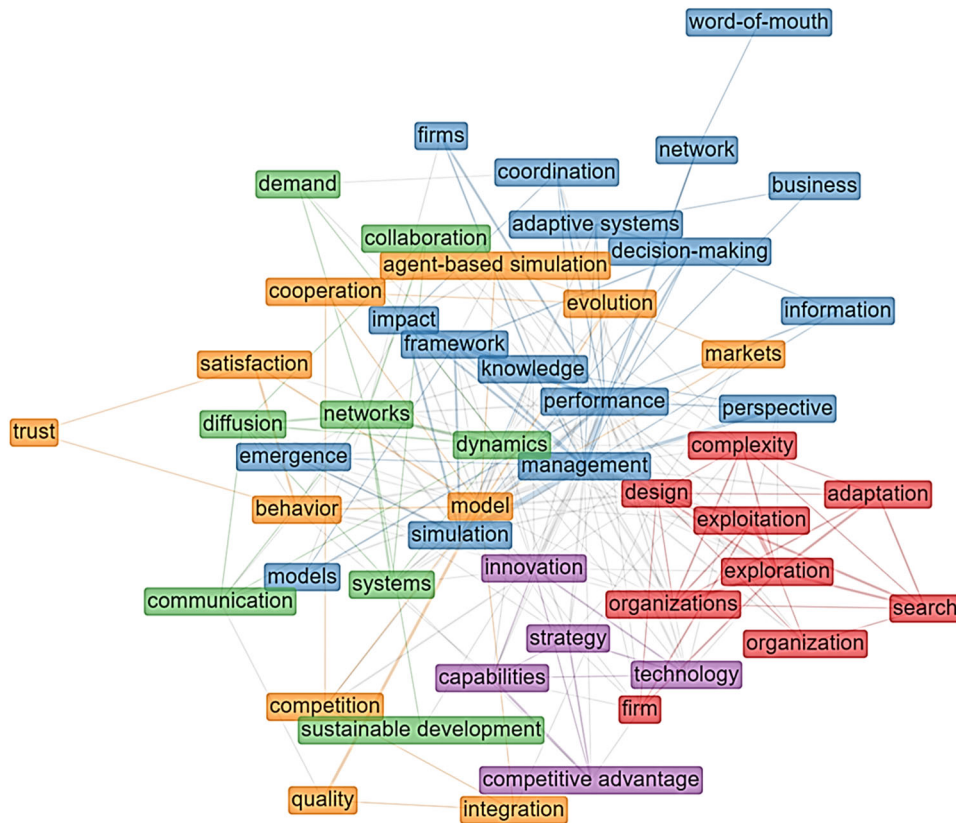 word-of-mouth
firms
network
coordination
demand
business
adaptive systems
collaboration
decision-making
agent-based simulation
cooperation
evolution
information
impact
framework
markets
satisfaction
knowledge
performance
perspective
networks
diffusion
trust
dynamics
complexity
emergence
management
design
adaptation
behavior
model
exploitation
simulation
innovation
exploration
models
systems
communication
organizations
search
strategy
organization
capabilities
technology
competition
firm
sustainable development
competitive advantage
quality
integration